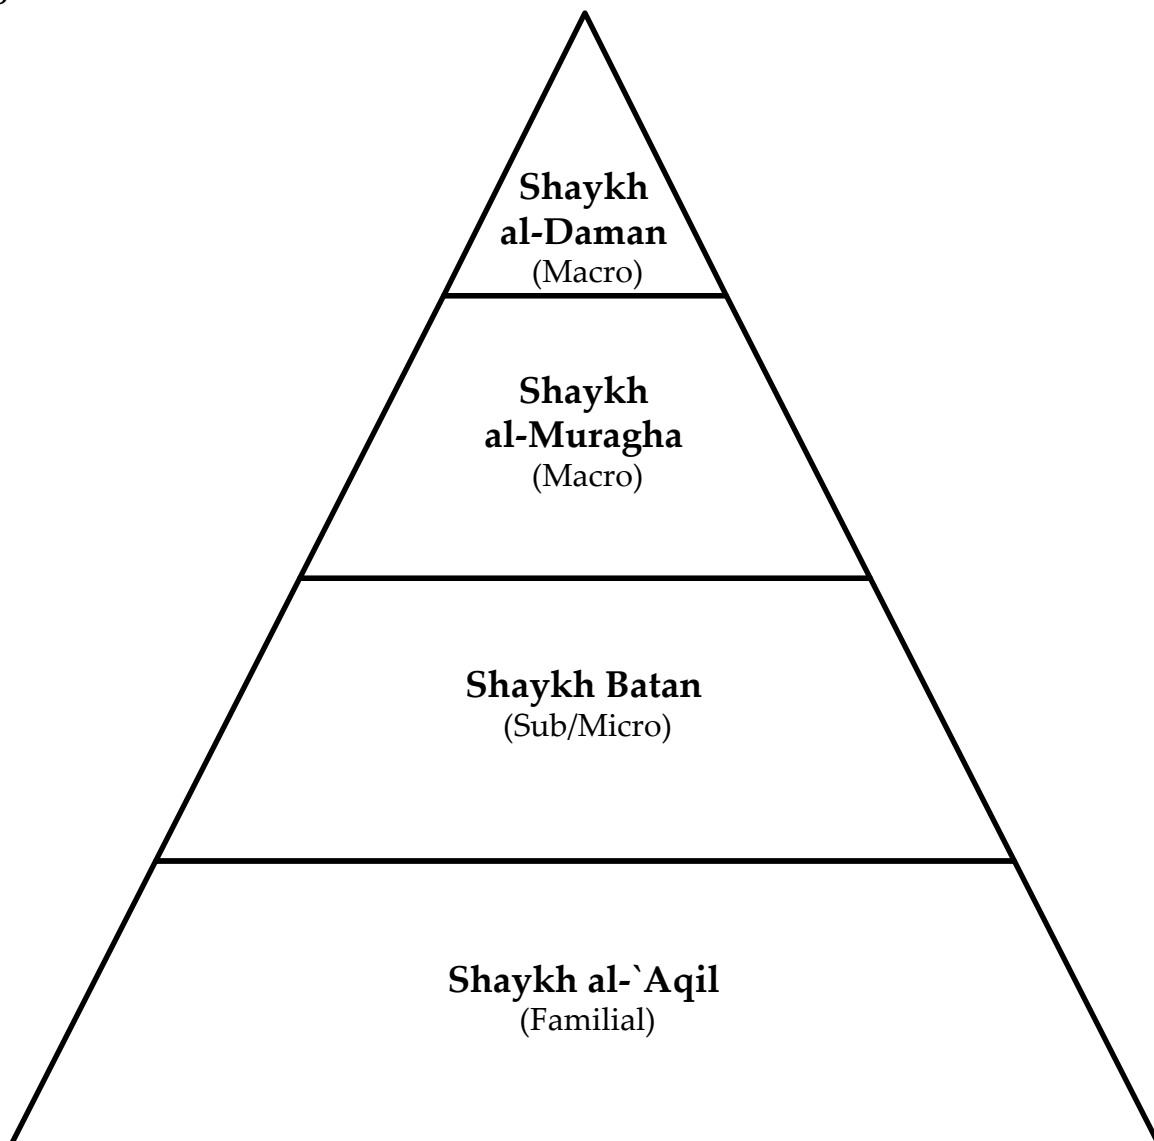 Shaykh
al-Daman
(Macro)
Shaykh
al-Muragha
(Macro)
Shaykh Batan
(Sub/Micro)
Shaykh al-`Aqil
(Familial)